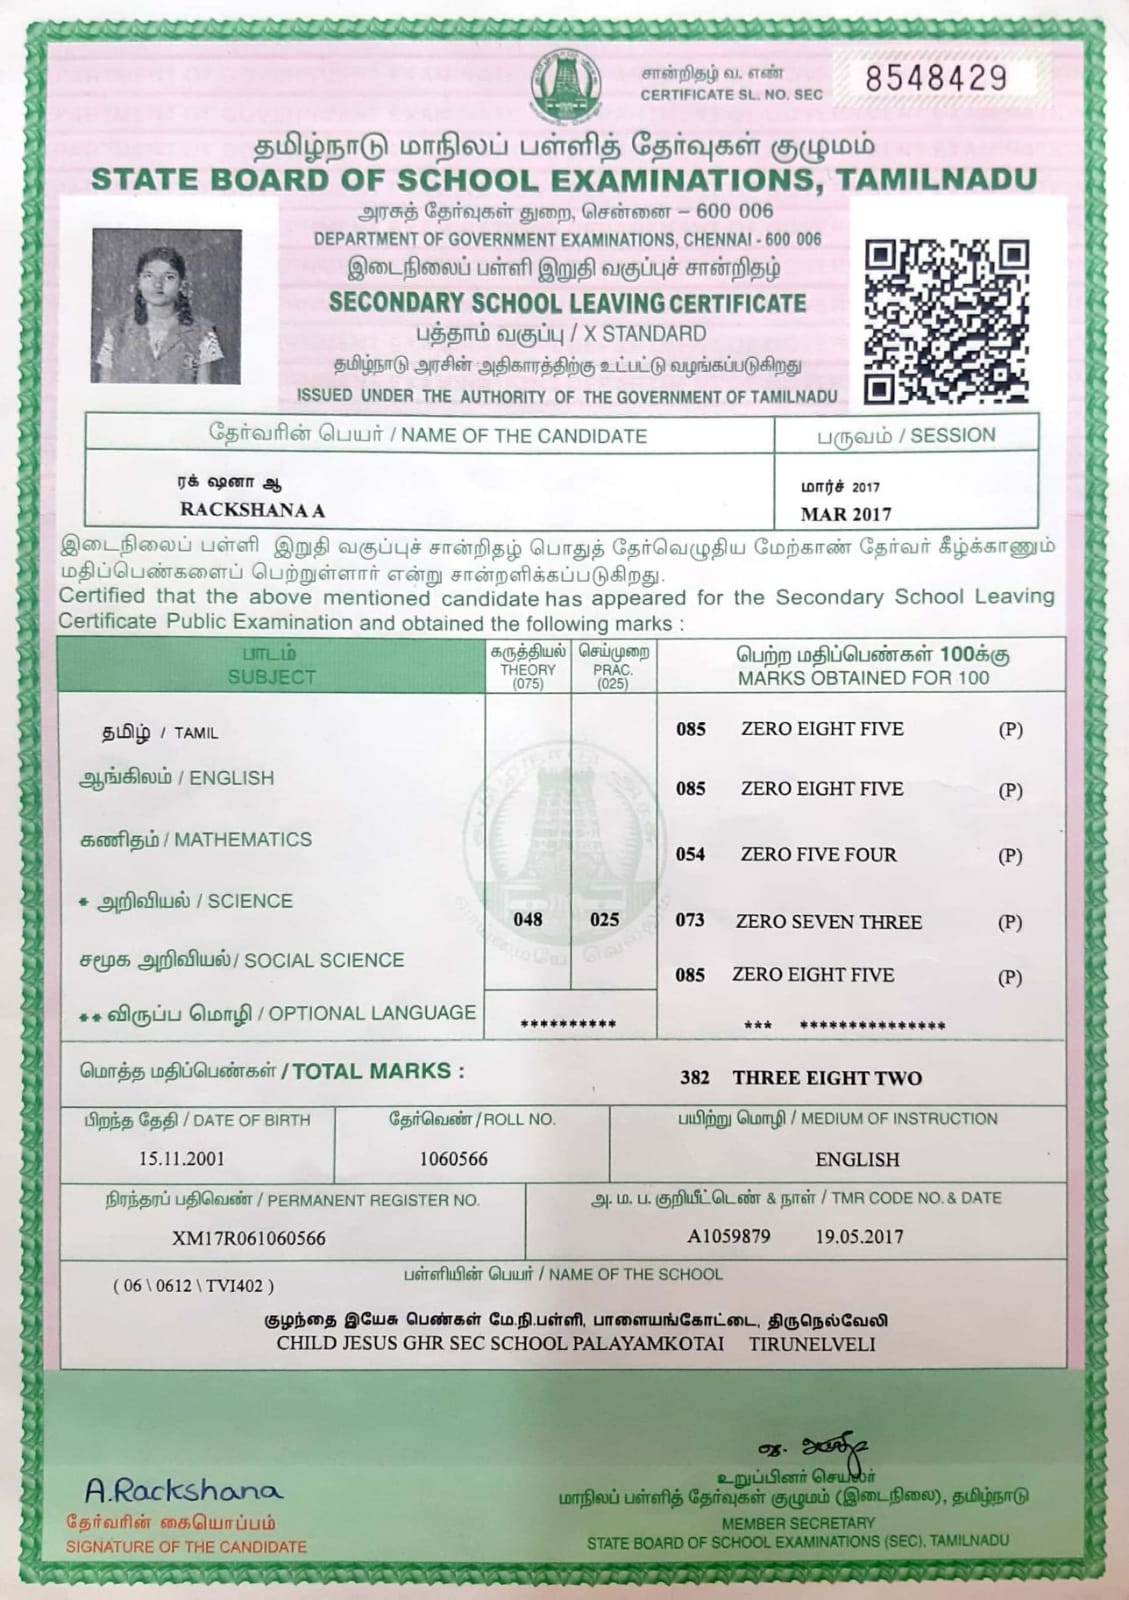 சான்றிதழ் வ. எண்
CERTIFICATE SL. NO. SEC
8548429
தமிழ்நாடு மாநிலப் பள்ளித் தேர்வுகள் குழுமம்
STATE BOARD OF SCHOOL EXAMINATIONS, TAMILNADU
அரசுத் தேர்வுகள் துறை, சென்னை – 600 006
DEPARTMENT OF GOVERNMENT EXAMINATIONS, CHENNAI - 600 006
இடைநிலைப் பள்ளி இறுதி வகுப்புச் சான்றிதழ்
SECONDARY SCHOOL LEAVING CERTIFICATE
பத்தாம் வகுப்பு / X STANDARD
தமிழ்நாடு அரசின் அதிகாரத்திற்கு உட்பட்டு வழங்கப்படுகிறது
ISSUED UNDER THE AUTHORITY OF THE GOVERNMENT OF TAMILNADU
தேர்வரின் பெயர் / NAME OF THE CANDIDATE
பருவம் / SESSION
ரக் ஷனா ஆ
RACKSHANA A
மார்ச் 2017
MAR 2017
இடைநிலைப் பள்ளி இறுதி வகுப்புச் சான்றிதழ் பொதுத் தேர்வெழுதிய மேற்காண் தேர்வர் கீழ்க்காணும்
மதிப்பெண்களைப் பெற்றுள்ளார் என்று சான்றளிக்கப்படுகிறது.
Certified that the above mentioned candidate has appeared for the Secondary School Leaving
Certificate Public Examination and obtained the following marks :
பாடம்
SUBJECT
கருத்தியல்
THEORY
(075)
செய்முறை
PRAC.
(025)
பெற்ற மதிப்பெண்கள் 100க்கு
MARKS OBTAINED FOR 100
தமிழ் / TAMIL 085 ZERO EIGHT FIVE (P)
ஆங்கிலம் / ENGLISH 085 ZERO EIGHT FIVE (P)
கணிதம் / MATHEMATICS 054 ZERO FIVE FOUR (P)
* அறிவியல் / SCIENCE 048 025 073 ZERO SEVEN THREE (P)
சமூக அறிவியல் / SOCIAL SCIENCE 085 ZERO EIGHT FIVE (P)
** விருப்ப மொழி / OPTIONAL LANGUAGE ********** *** ***************
மொத்த மதிப்பெண்கள் / TOTAL MARKS : 382 THREE EIGHT TWO
பிறந்த தேதி / DATE OF BIRTH
தேர்வெண் / ROLL NO.
பயிற்று மொழி / MEDIUM OF INSTRUCTION
15.11.2001
1060566
ENGLISH
நிரந்தரப் பதிவெண் / PERMANENT REGISTER NO.
அ. ம. ப. குறியீட்டெண் & நாள் / TMR CODE NO. & DATE
XM17R061060566
A1059879 19.05.2017
பள்ளியின் பெயர் / NAME OF THE SCHOOL
( 06 \ 0612 \ TVI402 )
குழந்தை இயேசு பெண்கள் மே.நி.பள்ளி, பாளையங்கோட்டை, திருநெல்வேலி
CHILD JESUS GHR SEC SCHOOL PALAYAMKOTAI TIRUNELVELI
A.Rackshana
தேர்வரின் கையொப்பம்
SIGNATURE OF THE CANDIDATE
உறுப்பினர் செயலர்
மாநிலப் பள்ளித் தேர்வுகள் குழுமம் (இடைநிலை), தமிழ்நாடு
MEMBER SECRETARY
STATE BOARD OF SCHOOL EXAMINATIONS (SEC), TAMILNADU